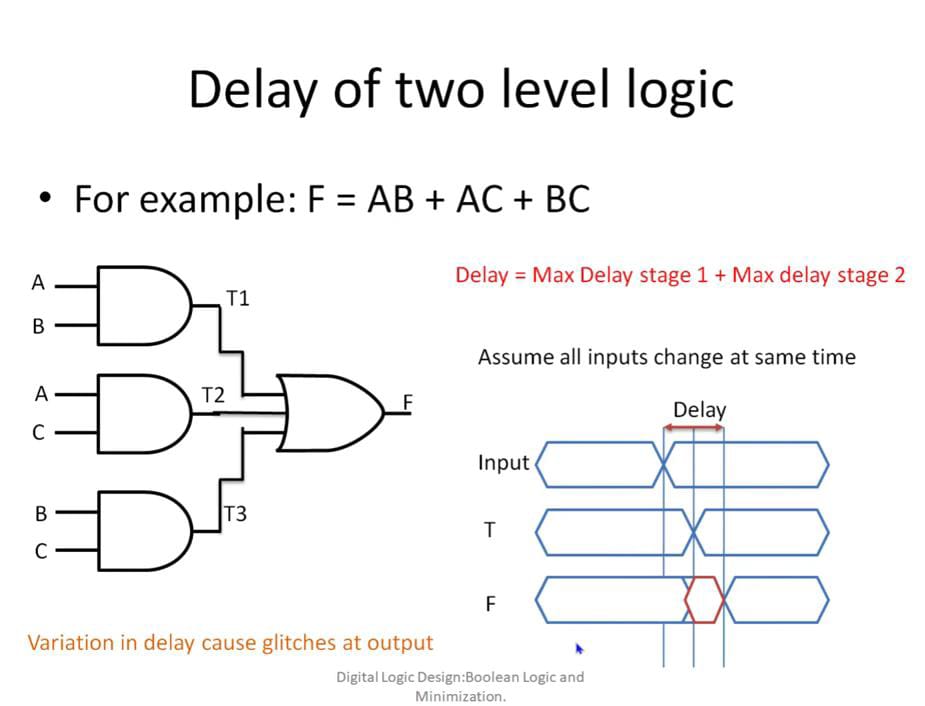 Delay of two level logic
• For example: F = AB + AC + BC
Delay = Max Delay stage 1 + Max delay stage 2
Assume all inputs change at same time
A
B
T1
A
C
T2
F
B
C
T3
Delay
Input
T
F
Variation in delay cause glitches at output
Digital Logic Design:Boolean Logic and
Minimization.